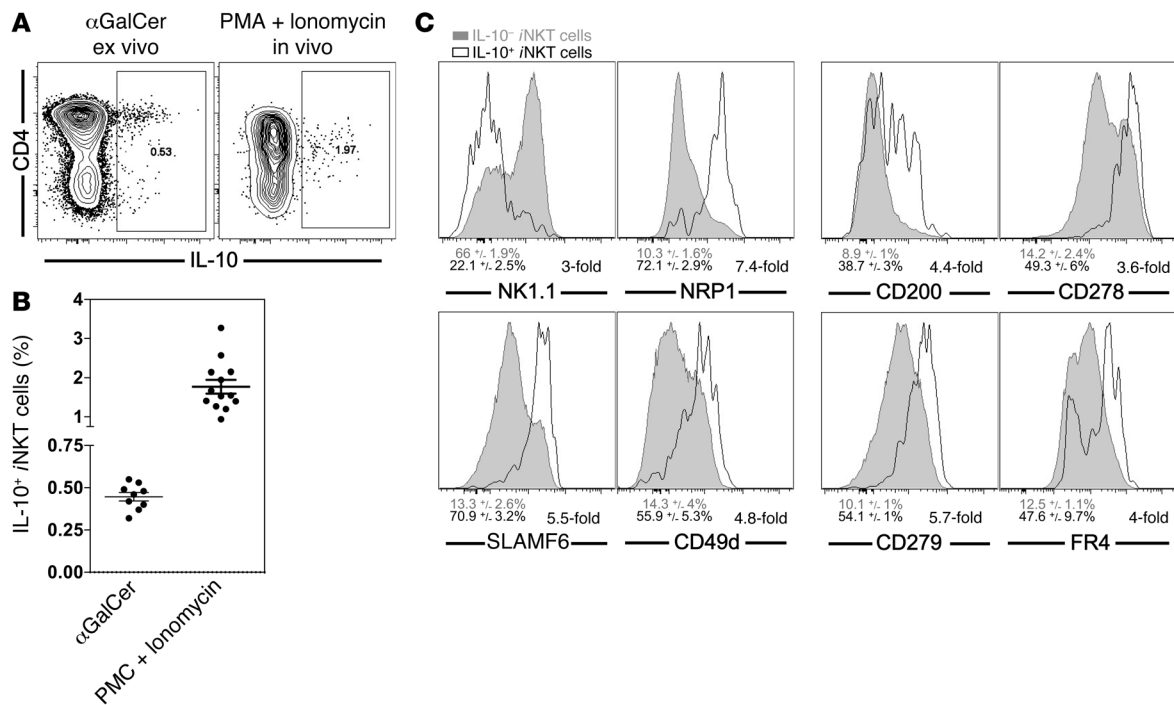 A
αGalCer
ex vivo
PMA + Ionomycin
in vivo
CD4
0.53
1.97
IL-10
B
IL-10⁺ iNKT cells (%)
4
3
2
1
0.75
0.50
0.25
0.00
αGalCer
PMC + Ionomycin
C
IL-10⁻ iNKT cells
IL-10⁺ iNKT cells
66 +/- 1.9%
22.1 +/- 2.5%
3-fold
NK1.1
10.3 +/- 1.6%
72.1 +/- 2.9%
7.4-fold
NRP1
8.9 +/- 1%
38.7 +/- 3%
4.4-fold
CD200
14.2 +/- 2.4%
49.3 +/- 6%
3.6-fold
CD278
13.3 +/- 2.6%
70.9 +/- 3.2%
5.5-fold
SLAMF6
14.3 +/- 4%
55.9 +/- 5.3%
4.8-fold
CD49d
10.1 +/- 1%
54.1 +/- 1%
5.7-fold
CD279
12.5 +/- 1.1%
47.6 +/- 9.7%
4-fold
FR4